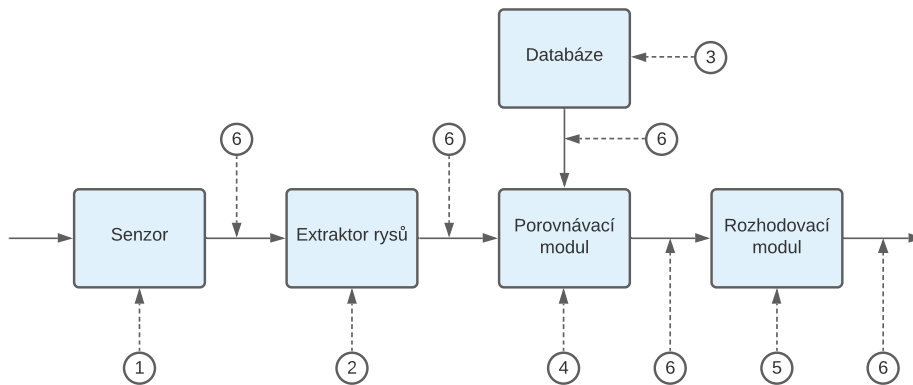 Databáze
3
6
6
6
Senzor
Extraktor rysů
Porovnávací
modul
Rozhodovací
modul
1
2
4
6
5
6